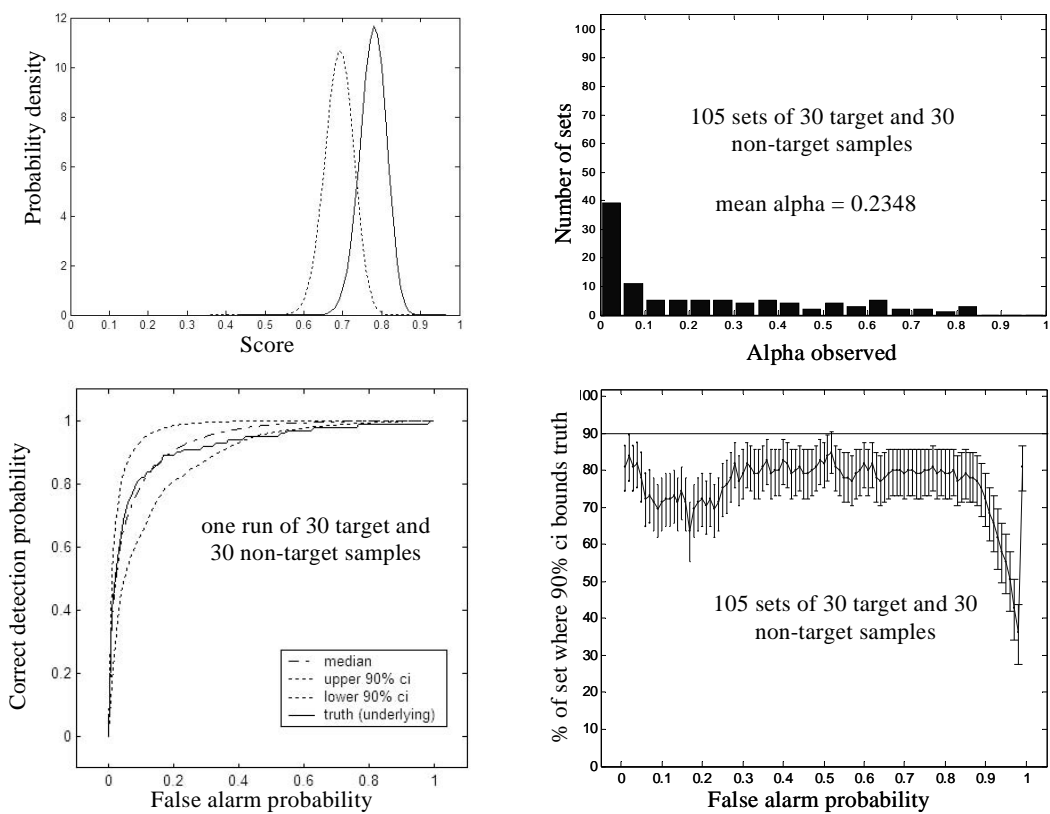 12
10
8
6
4
2
0
0 0.1 0.2 0.3 0.4 0.5 0.6 0.7 0.8 0.9 1
Probability density
Score
100
90
80
70
60
50
40
30
20
10
0
0 0.1 0.2 0.3 0.4 0.5 0.6 0.7 0.8 0.9 1
Number of sets
Alpha observed
105 sets of 30 target and 30
non-target samples
mean alpha = 0.2348
1
0.8
0.6
0.4
0.2
0
0 0.2 0.4 0.6 0.8 1
Correct detection probability
False alarm probability
one run of 30 target and
30 non-target samples
median
upper 90% ci
lower 90% ci
truth (underlying)
100
90
80
70
60
50
40
30
20
10
0
0 0.1 0.2 0.3 0.4 0.5 0.6 0.7 0.8 0.9 1
% of set where 90% ci bounds truth
False alarm probability
105 sets of 30 target and 30
non-target samples